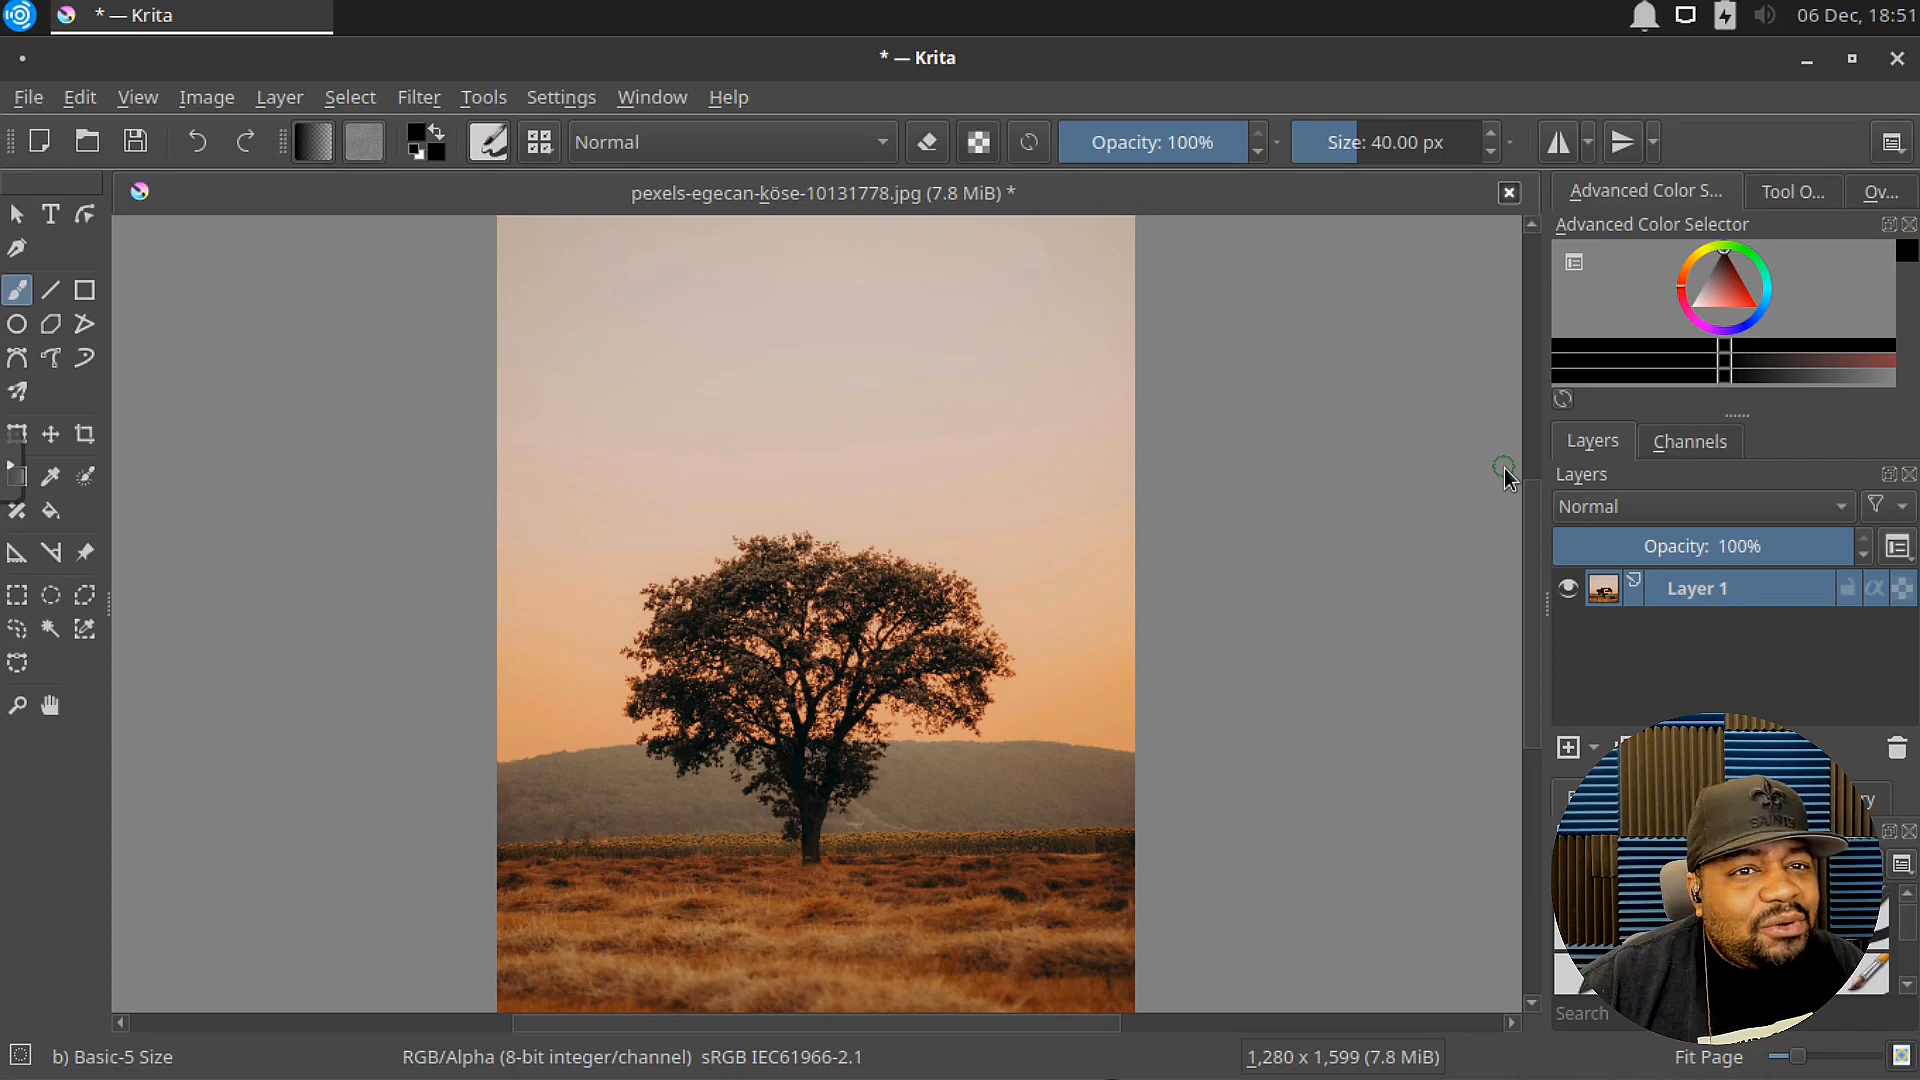 * — Krita
06 Dec, 18:51
* — Krita
File Edit View Image Layer Select Filter Tools Settings Window Help
Normal
Opacity: 100%
Size: 40.00 px
pexels-egecan-köse-10131778.jpg (7.8 MiB) *
Advanced Color S... Tool O... Ov...
Advanced Color Selector
Layers Channels
Layers
Normal
Opacity: 100%
Layer 1
SAINTS
Search
b) Basic-5 Size
RGB/Alpha (8-bit integer/channel) sRGB IEC61966-2.1
1,280 x 1,599 (7.8 MiB)
Fit Page